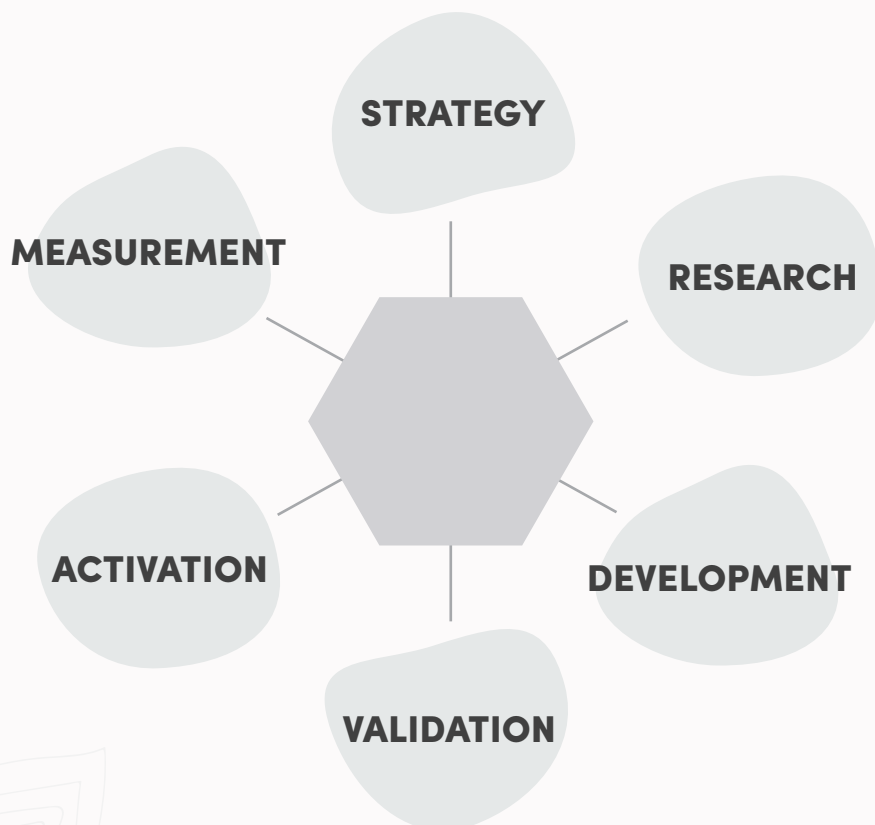 STRATEGY
RESEARCH
DEVELOPMENT
VALIDATION
ACTIVATION
MEASUREMENT